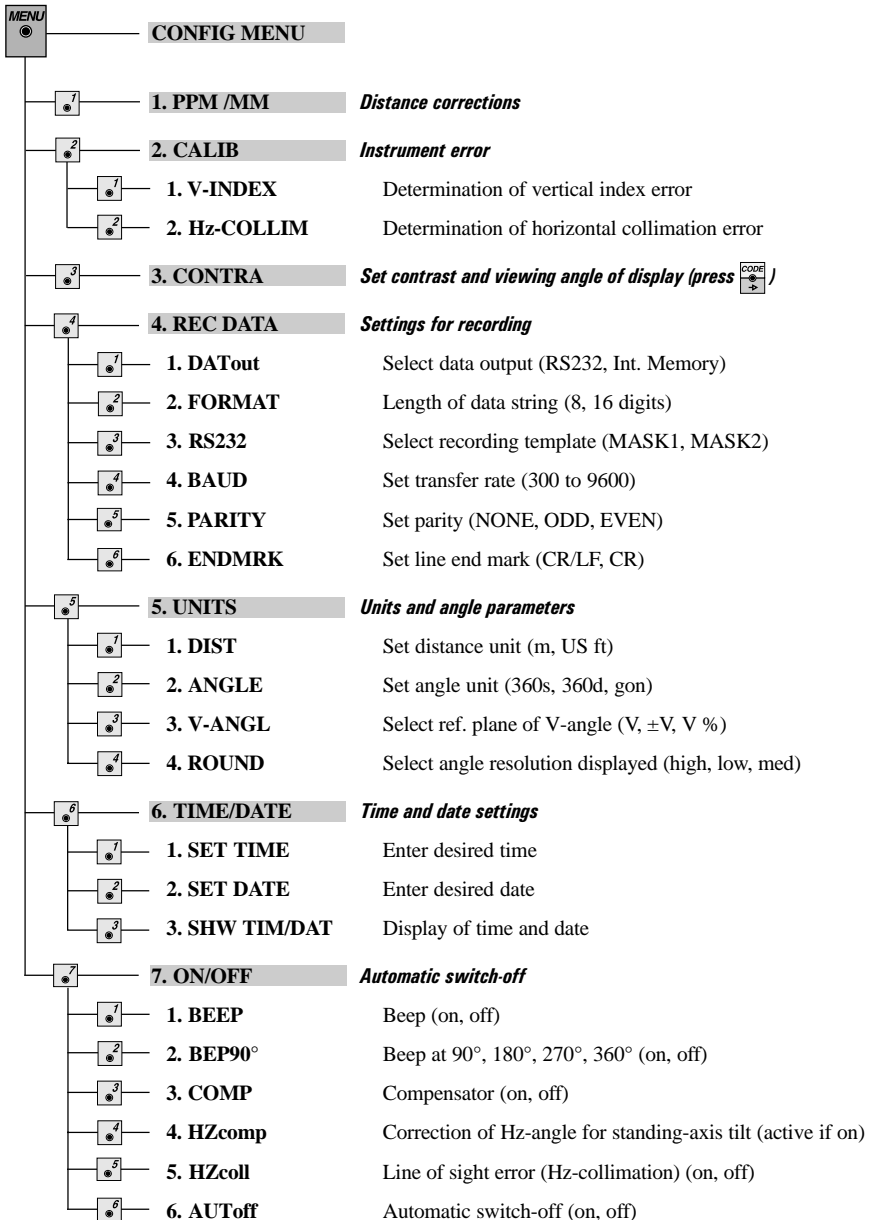 MENU
CONFIG MENU
1 1. PPM /MM Distance corrections
2 2. CALIB Instrument error
1 1. V-INDEX Determination of vertical index error
2 2. Hz-COLLIM Determination of horizontal collimation error
3 3. CONTRA Set contrast and viewing angle of display (press CODE )
4 4. REC DATA Settings for recording
1 1. DATout Select data output (RS232, Int. Memory)
2 2. FORMAT Length of data string (8, 16 digits)
3 3. RS232 Select recording template (MASK1, MASK2)
4 4. BAUD Set transfer rate (300 to 9600)
5 5. PARITY Set parity (NONE, ODD, EVEN)
6 6. ENDMRK Set line end mark (CR/LF, CR)
5 5. UNITS Units and angle parameters
1 1. DIST Set distance unit (m, US ft)
2 2. ANGLE Set angle unit (360s, 360d, gon)
3 3. V-ANGL Select ref. plane of V-angle (V, ±V, V %)
4 4. ROUND Select angle resolution displayed (high, low, med)
6 6. TIME/DATE Time and date settings
1 1. SET TIME Enter desired time
2 2. SET DATE Enter desired date
3 3. SHW TIM/DAT Display of time and date
7 7. ON/OFF Automatic switch-off
1 1. BEEP Beep (on, off)
2 2. BEP90° Beep at 90°, 180°, 270°, 360° (on, off)
3 3. COMP Compensator (on, off)
4 4. HZcomp Correction of Hz-angle for standing-axis tilt (active if on)
5 5. HZcoll Line of sight error (Hz-collimation) (on, off)
6 6. AUToff Automatic switch-off (on, off)